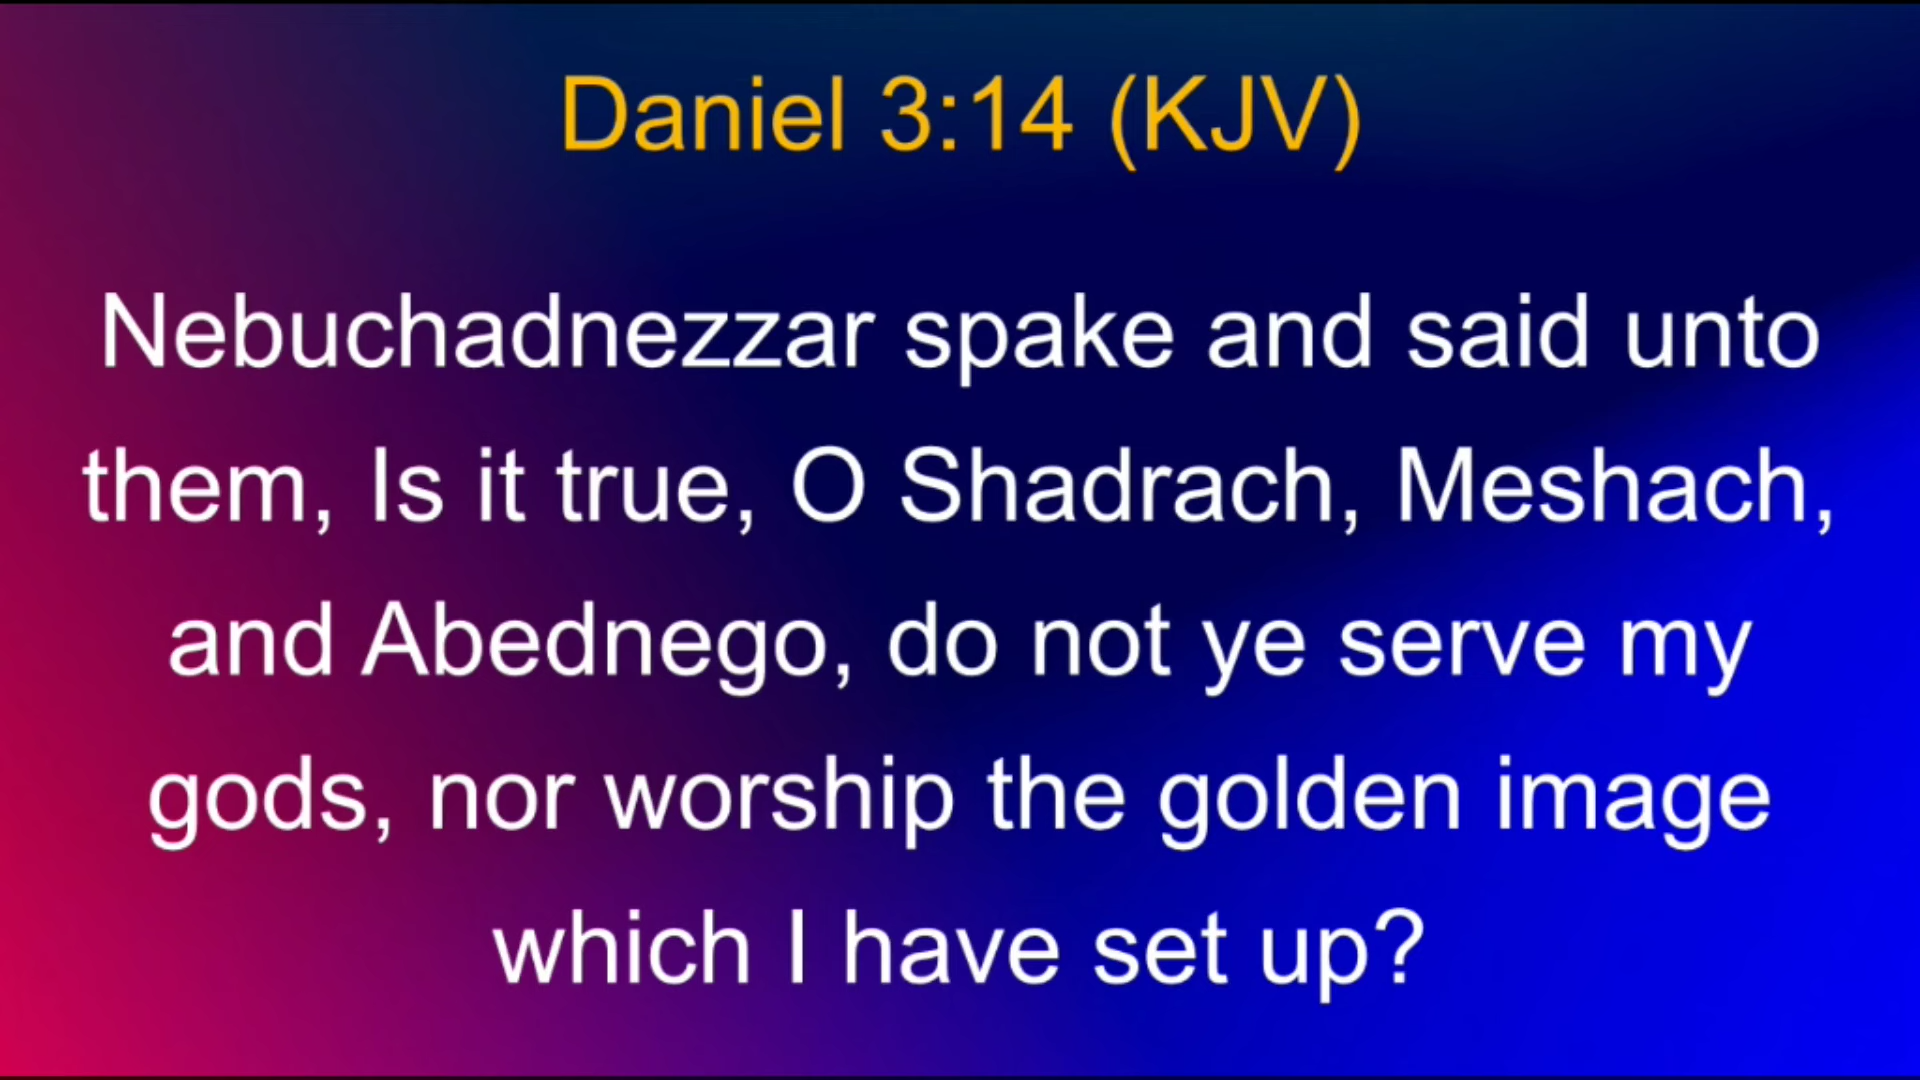 Daniel 3:14 (KJV)
Nebuchadnezzar spake and said unto
them, Is it true, O Shadrach, Meshach,
and Abednego, do not ye serve my
gods, nor worship the golden image
which I have set up?